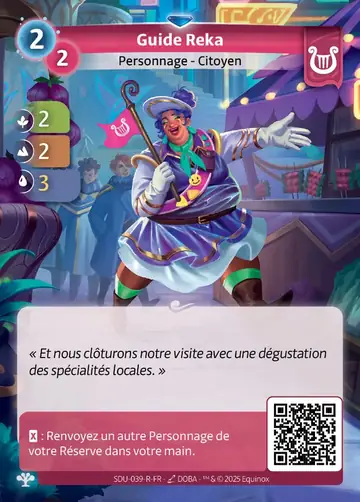 2
Guide Reka
2
Personnage - Citoyen
2
2
3
« Et nous clôturons notre visite avec une dégustation
des spécialités locales. »
X : Renvoyez un autre Personnage de
votre Réserve dans votre main.
SDU-039-R-FR - DOBA - ™ & © 2025 Equinox